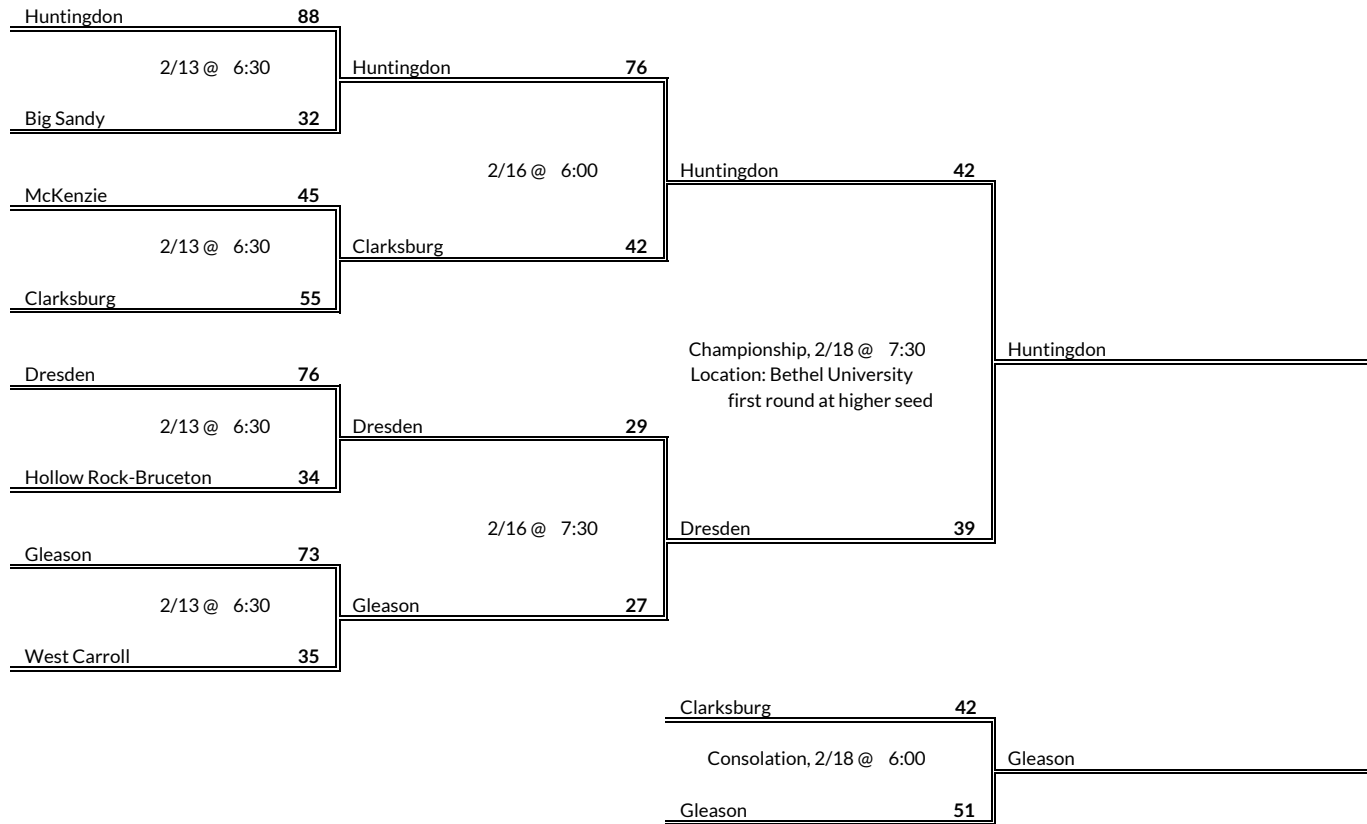 Huntingdon 88
2/13 @ 6:30
Huntingdon 76
Big Sandy 32
2/16 @ 6:00
Huntingdon 42
McKenzie 45
2/13 @ 6:30
Clarksburg 42
Clarksburg 55
Championship, 2/18 @ 7:30
Huntingdon
Location: Bethel University
Dresden 76
first round at higher seed
2/13 @ 6:30
Dresden 29
Hollow Rock-Bruceton 34
2/16 @ 7:30
Dresden 39
Gleason 73
2/13 @ 6:30
Gleason 27
West Carroll 35
Clarksburg 42
Consolation, 2/18 @ 6:00
Gleason
Gleason 51